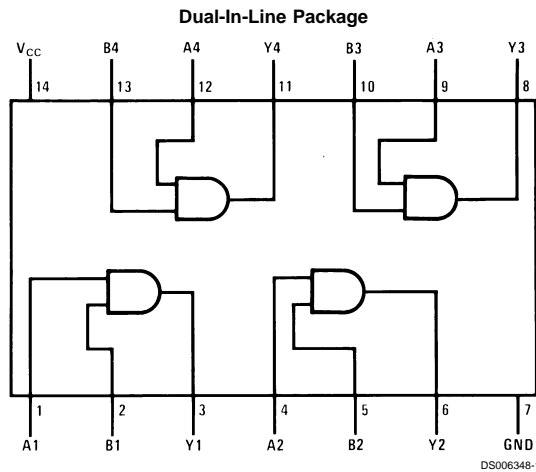 Dual-In-Line Package
VCC B4 A4 Y4 B3 A3 Y3
14 13 12 11 10 9 8
1 2 3 4 5 6 7
A1 B1 Y1 A2 B2 Y2 GND
DS006348-